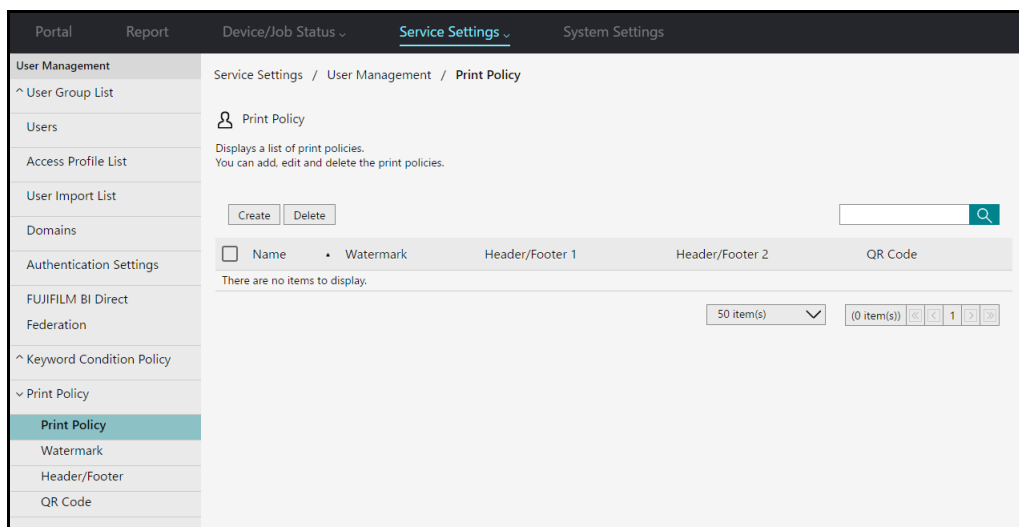 Portal Report Device/Job Status Service Settings System Settings
User Management
User Group List
Users
Access Profile List
User Import List
Domains
Authentication Settings
FUJIFILM BI Direct
Federation
Keyword Condition Policy
Print Policy
Print Policy
Watermark
Header/Footer
QR Code
Service Settings / User Management / Print Policy
Print Policy
Displays a list of print policies.
You can add, edit and delete the print policies.
Create Delete
Name Watermark Header/Footer 1 Header/Footer 2 QR Code
There are no items to display.
50 item(s) (0 item(s)) 1